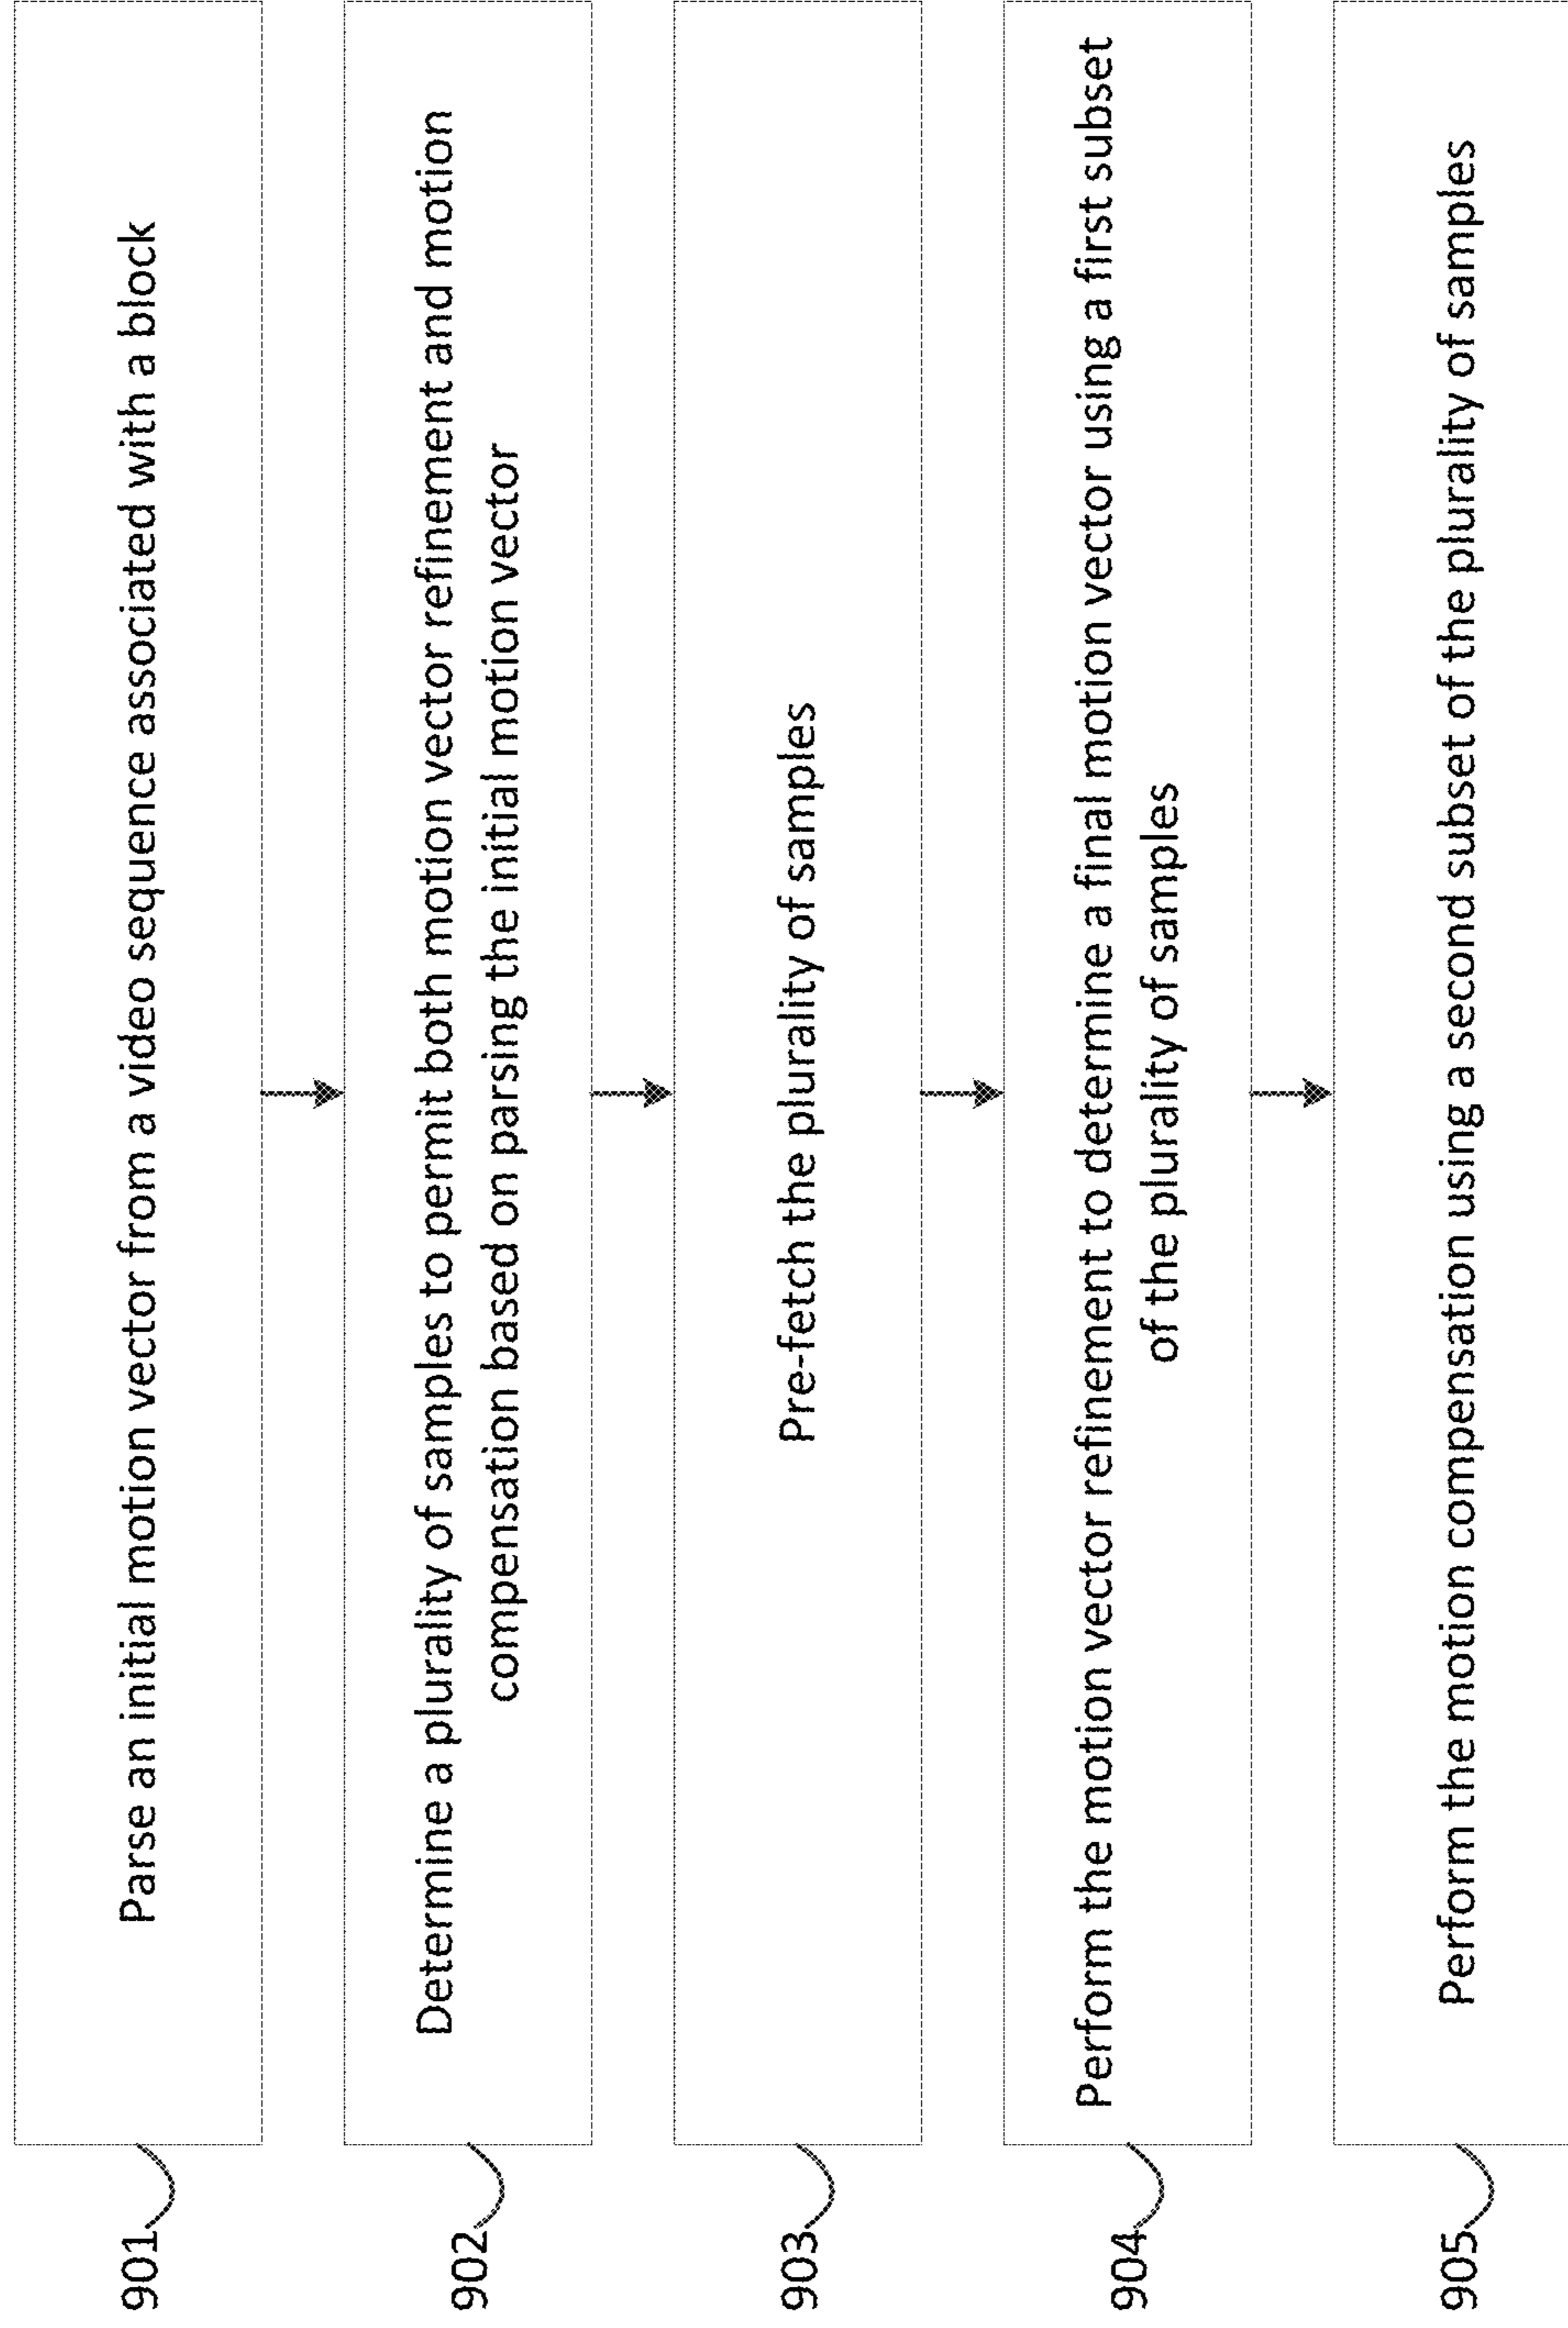 901
Parse an initial motion vector from a video sequence associated with a block
902
Determine a plurality of samples to permit both motion vector refinement and motion
compensation based on parsing the initial motion vector
903
Pre-fetch the plurality of samples
904
Perform the motion vector refinement to determine a final motion vector using a first subset
of the plurality of samples
905
Perform the motion compensation using a second subset of the plurality of samples